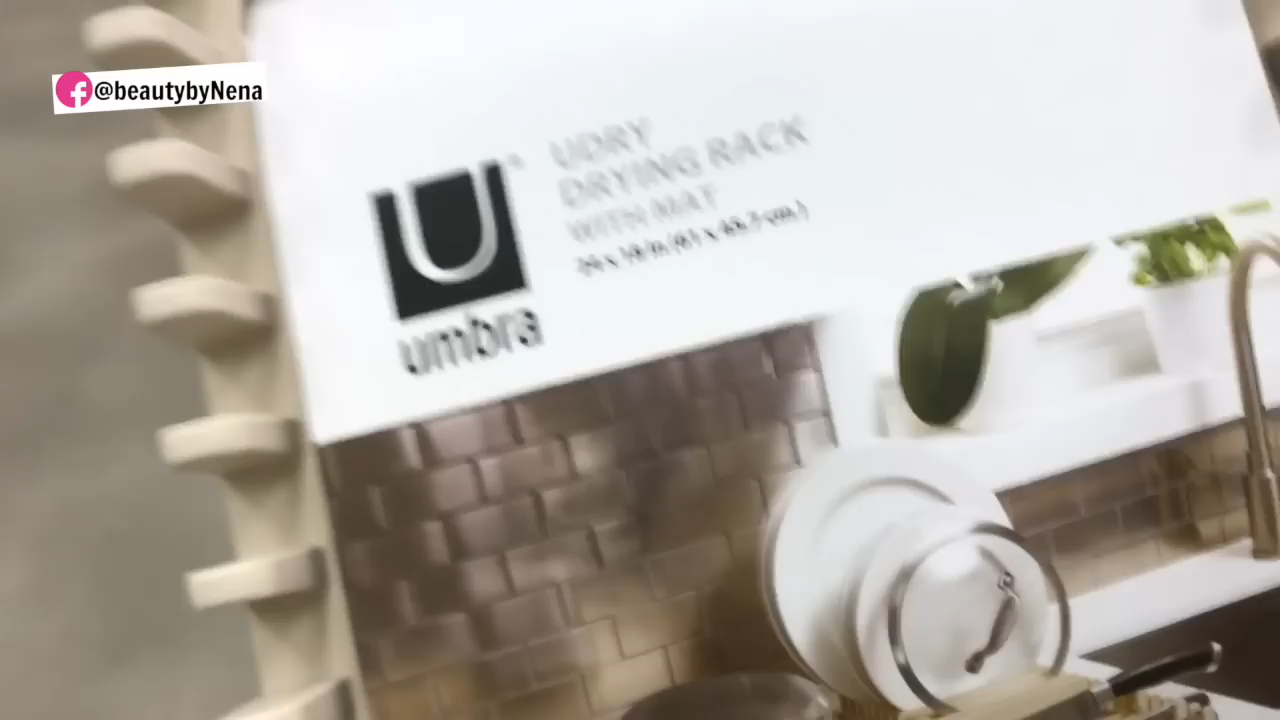 @beautybyNena
UDRY
DRYING RACK
WITH MAT
umbra